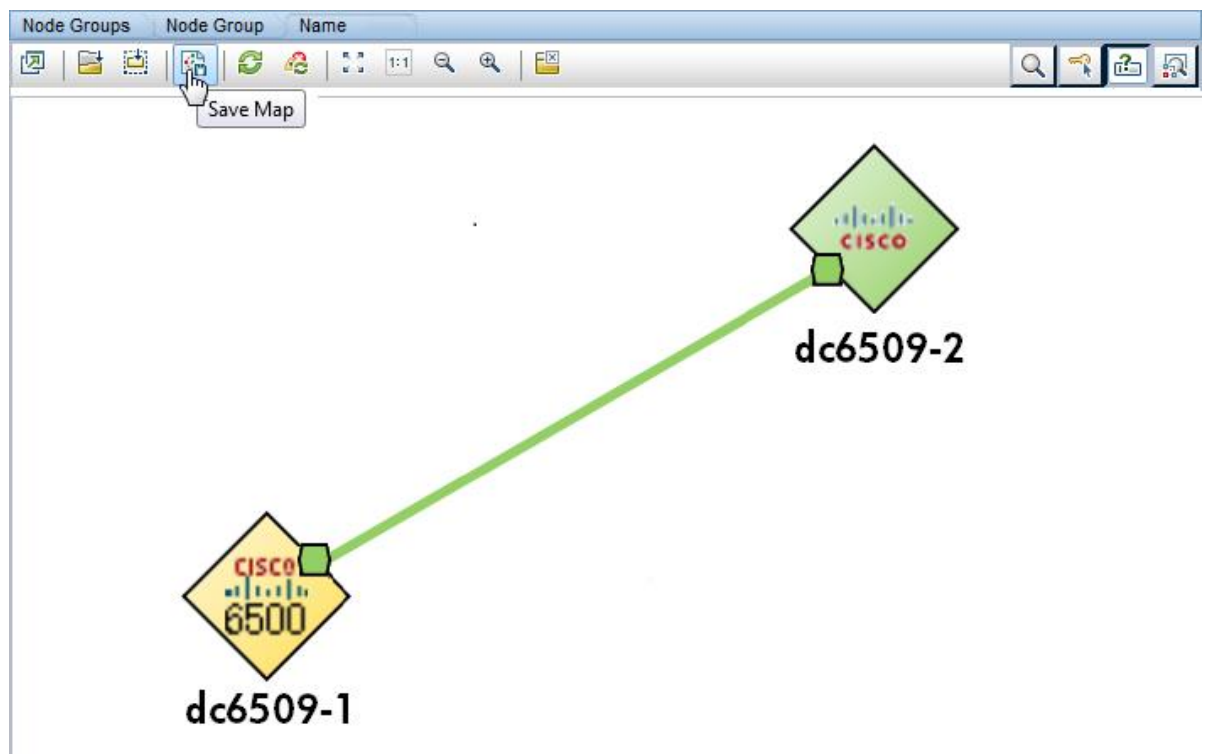 Node Groups Node Group Name
1:1
Save Map
CISCO
dc6509-2
CISCO
6500
dc6509-1